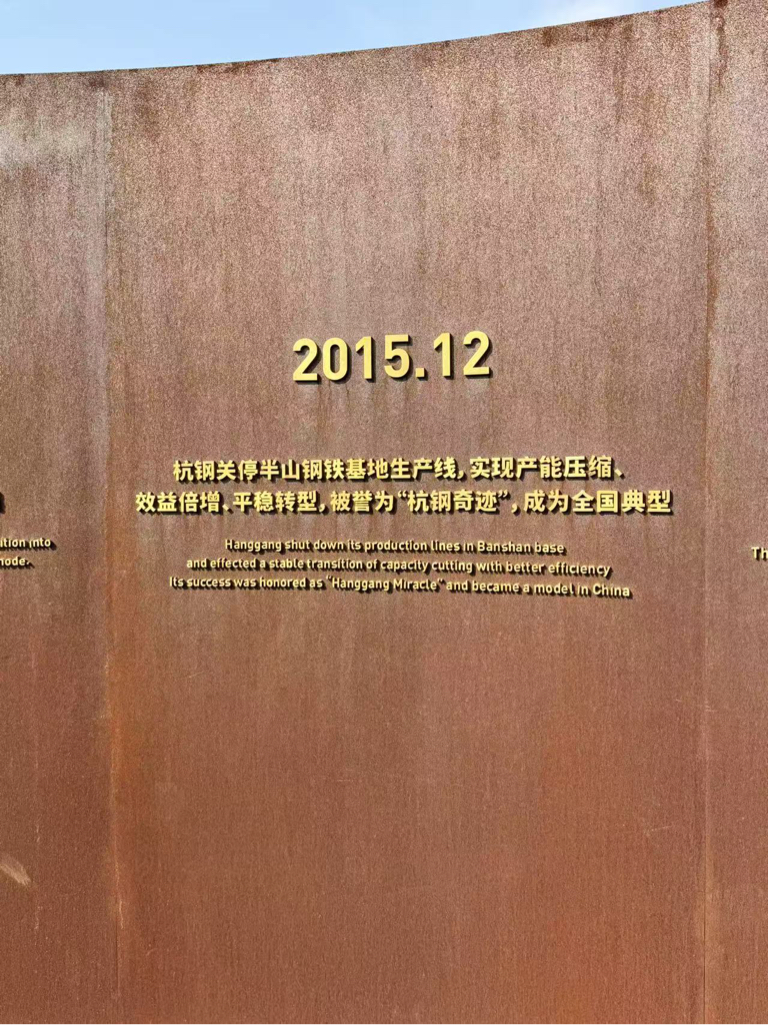 2015.12
杭钢关停半山钢铁基地生产线，实现产能压缩、
效益倍增、平稳转型，被誉为“杭钢奇迹”，成为全国典型
Hanggang shut down its production lines in Banshan base
and effected a stable transition of capacity cutting with better efficiency
Its success was honored as “Hanggang Miracle” and became a model in China
into